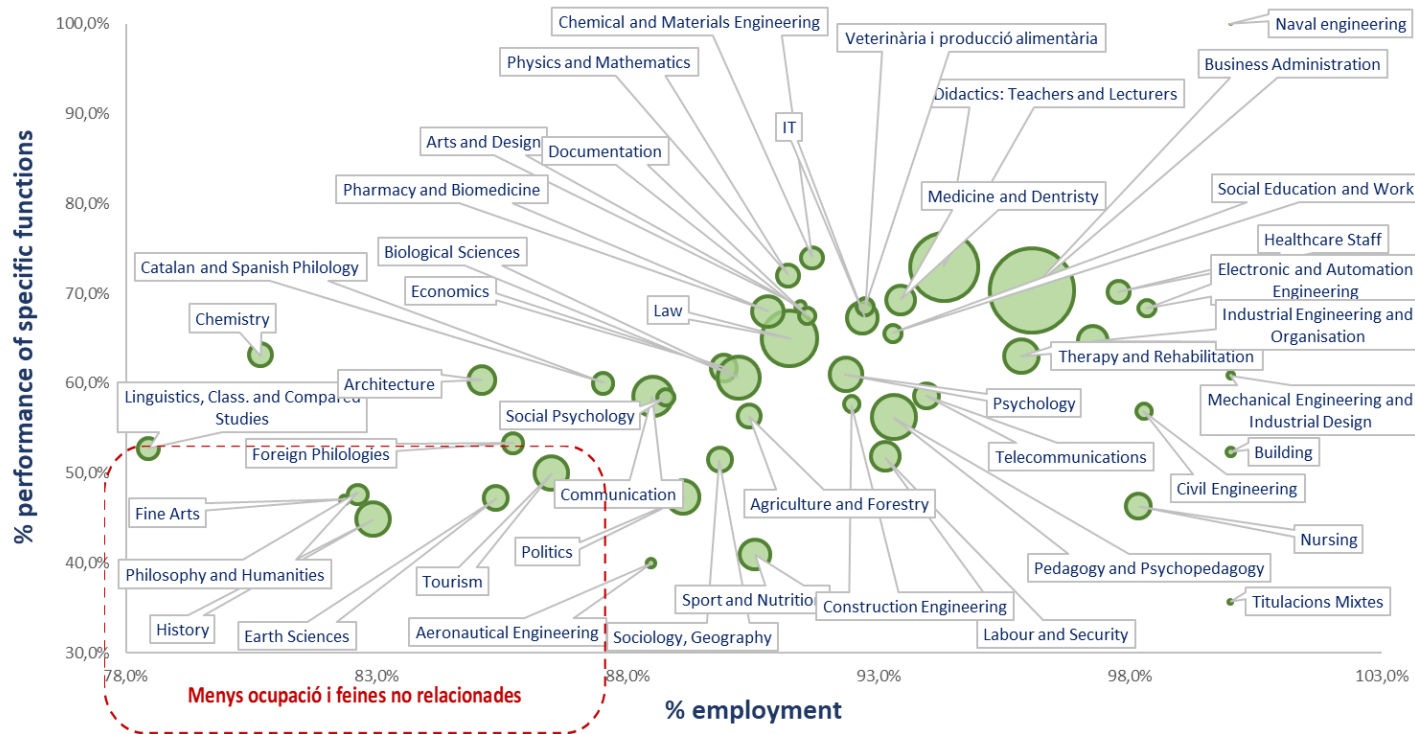 100,0%
90,0%
80,0%
70,0%
60,0%
50,0%
40,0%
30,0%
% performance of specific functions
Chemical and Materials Engineering
Naval engineering
Veterinària i producció alimentària
Physics and Mathematics
Business Administration
Didactics: Teachers and Lecturers
IT
Arts and Design
Documentation
Pharmacy and Biomedicine
Medicine and Dentristy
Social Education and Work
Healthcare Staff
Biological Sciences
Catalan and Spanish Philology
Electronic and Automation
Engineering
Economics
Law
Industrial Engineering and
Organisation
Chemistry
Therapy and Rehabilitation
Architecture
Linguistics, Class. and Compared
Studies
Social Psychology
Psychology
Mechanical Engineering and
Industrial Design
Foreign Philologies
Telecommunications
Building
Communication
Agriculture and Forestry
Civil Engineering
Fine Arts
Nursing
Politics
Philosophy and Humanities
Tourism
Pedagogy and Psychopedagogy
Sport and Nutrition
Construction Engineering
Titulacions Mixtes
History
Earth Sciences
Aeronautical Engineering
Sociology, Geography
Labour and Security
78,0%
83,0%
88,0%
93,0%
98,0%
103,0%
Menys ocupació i feines no relacionades
% employment